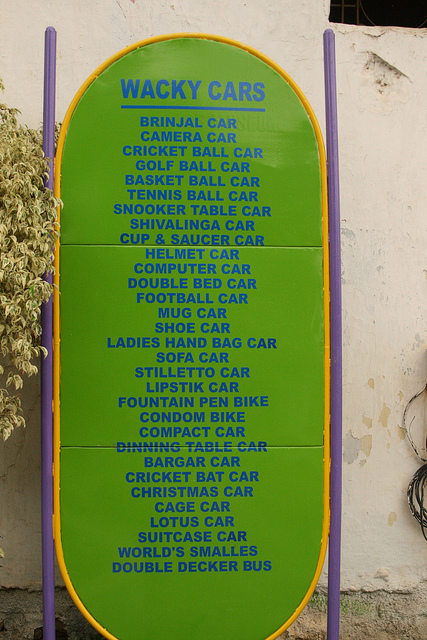 WACKY CARS
BRINJAL CAR
CAMERA CAR
CRICKET BALL CAR
GOLF BALL CAR
BASKET BALL CAR
TENNIS BALL CAR
SNOOKER TABLE CAR
SHIVALINGA CAR
CUP & SAUCER CAR
HELMET CAR
COMPUTER CAR
DOUBLE BED CAR
FOOTBALL CAR
MUG CAR
SHOE CAR
LADIES HAND BAG CAR
SOFA CAR
STILLETTO CAR
LIPSTIK CAR
FOUNTAIN PEN BIKE
CONDOM BIKE
COMPACT CAR
DINNING TABLE CAR
BARGAR CAR
CRICKET BAT CAR
CHRISTMAS CAR
CAGE CAR
LOTUS CAR
SUITCASE CAR
WORLD'S SMALLES
DOUBLE DECKER BUS